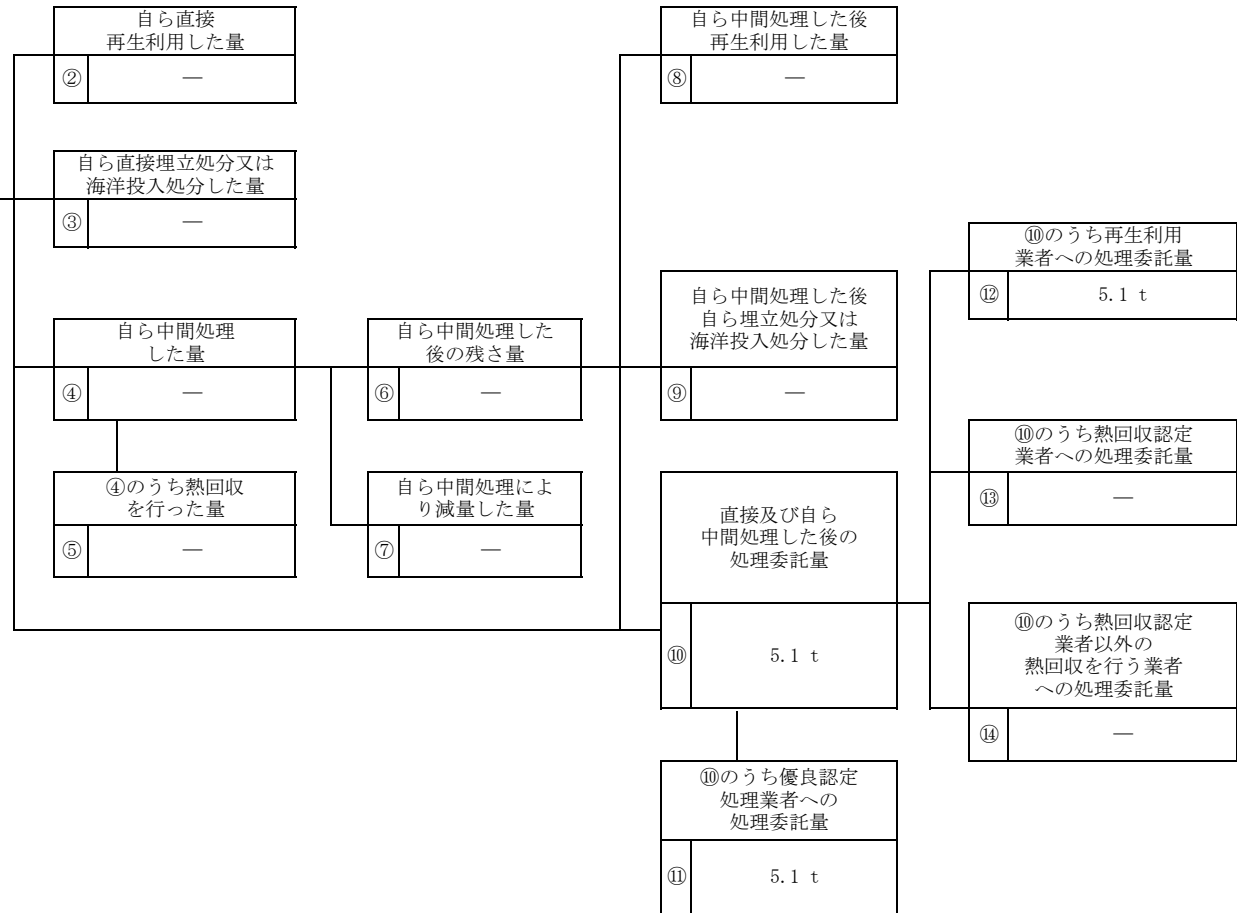 自ら直接
再生利用した量
② —
自ら直接埋立処分又は
海洋投入処分した量
③ —
自ら中間処理
した量
④ —
④のうち熱回収
を行った量
⑤ —
自ら中間処理した
後の残さ量
⑥ —
自ら中間処理によ
り減量した量
⑦ —
自ら中間処理した後
再生利用した量
⑧ —
自ら中間処理した後
自ら埋立処分又は
海洋投入処分した量
⑨ —
直接及び自ら
中間処理した後の
処理委託量
⑩ 5.1 t
⑩のうち優良認定
処理業者への
処理委託量
⑪ 5.1 t
⑩のうち再生利用
業者への処理委託量
⑫ 5.1 t
⑩のうち熱回収認定
業者への処理委託量
⑬ —
⑩のうち熱回収認定
業者以外の
熱回収を行う業者
への処理委託量
⑭ —